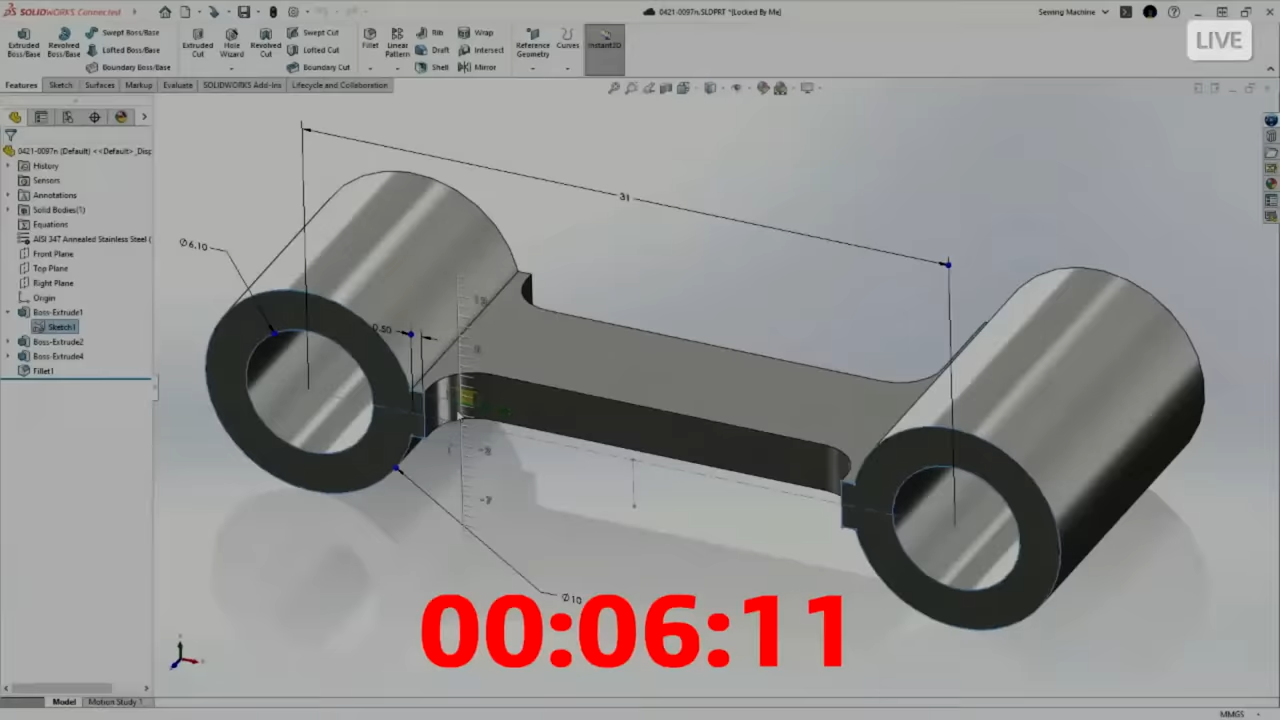 SOLIDWORKS Connected
0421-0097n.SLDPRT *[Locked By Me]
Sewing Machine
LIVE
Extruded Boss/Base
Revolved Boss/Base
Swept Boss/Base
Lofted Boss/Base
Boundary Boss/Base
Extruded Cut
Hole Wizard
Revolved Cut
Swept Cut
Lofted Cut
Boundary Cut
Fillet
Linear Pattern
Rib
Draft
Shell
Wrap
Intersect
Mirror
Reference Geometry
Curves
Instant3D
Features Sketch Surfaces Markup Evaluate SOLIDWORKS Add-Ins Lifecycle and Collaboration
0421-0097n (Default) <<Default>_Disp
History
Sensors
Annotations
Solid Bodies(1)
Equations
AISI 347 Annealed Stainless Steel (
Front Plane
Top Plane
Right Plane
Origin
Boss-Extrude1
Sketch1
Boss-Extrude2
Boss-Extrude4
Fillet1
31
Ø6.10
0.50
Ø10
00:06:11
Model Motion Study 1
MMGS